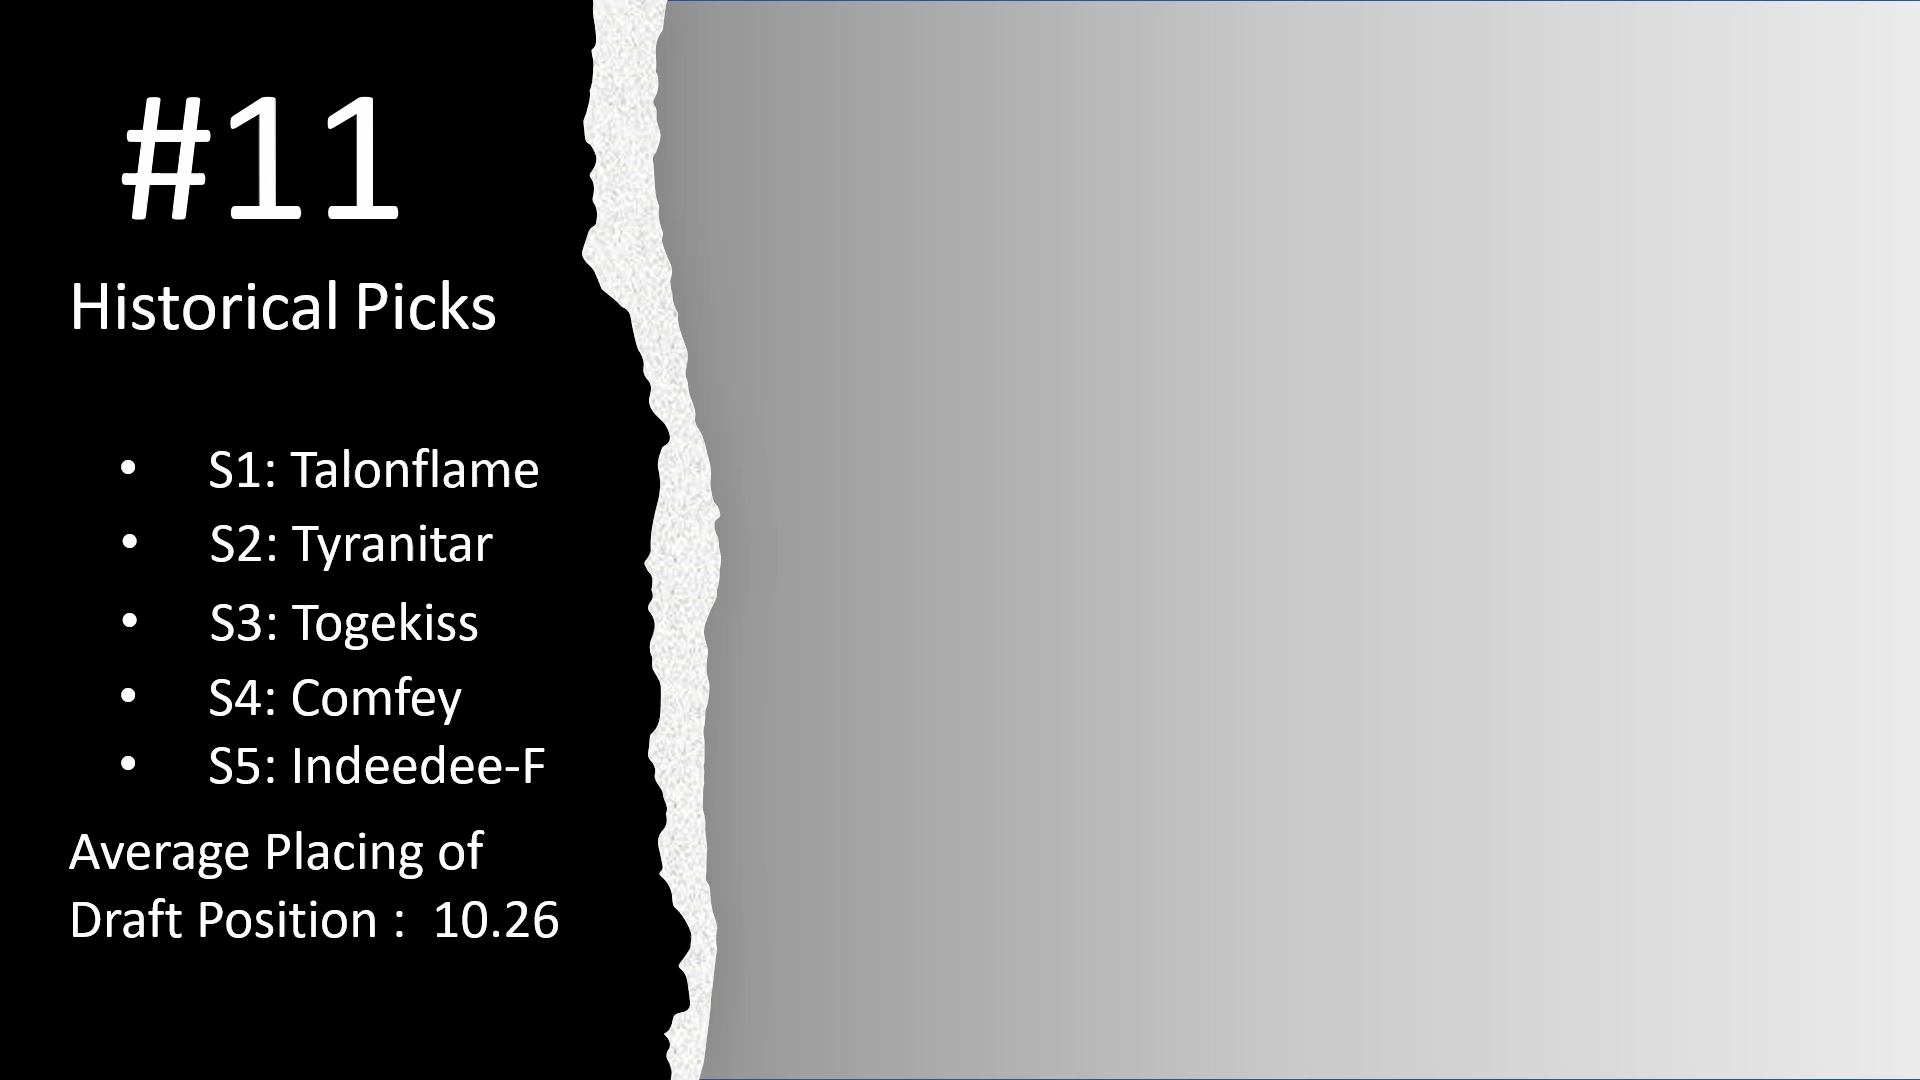 #11
Historical Picks
• S1: Talonflame
• S2: Tyranitar
• S3: Togekiss
• S4: Comfey
• S5: Indeedee-F
Average Placing of
Draft Position : 10.26